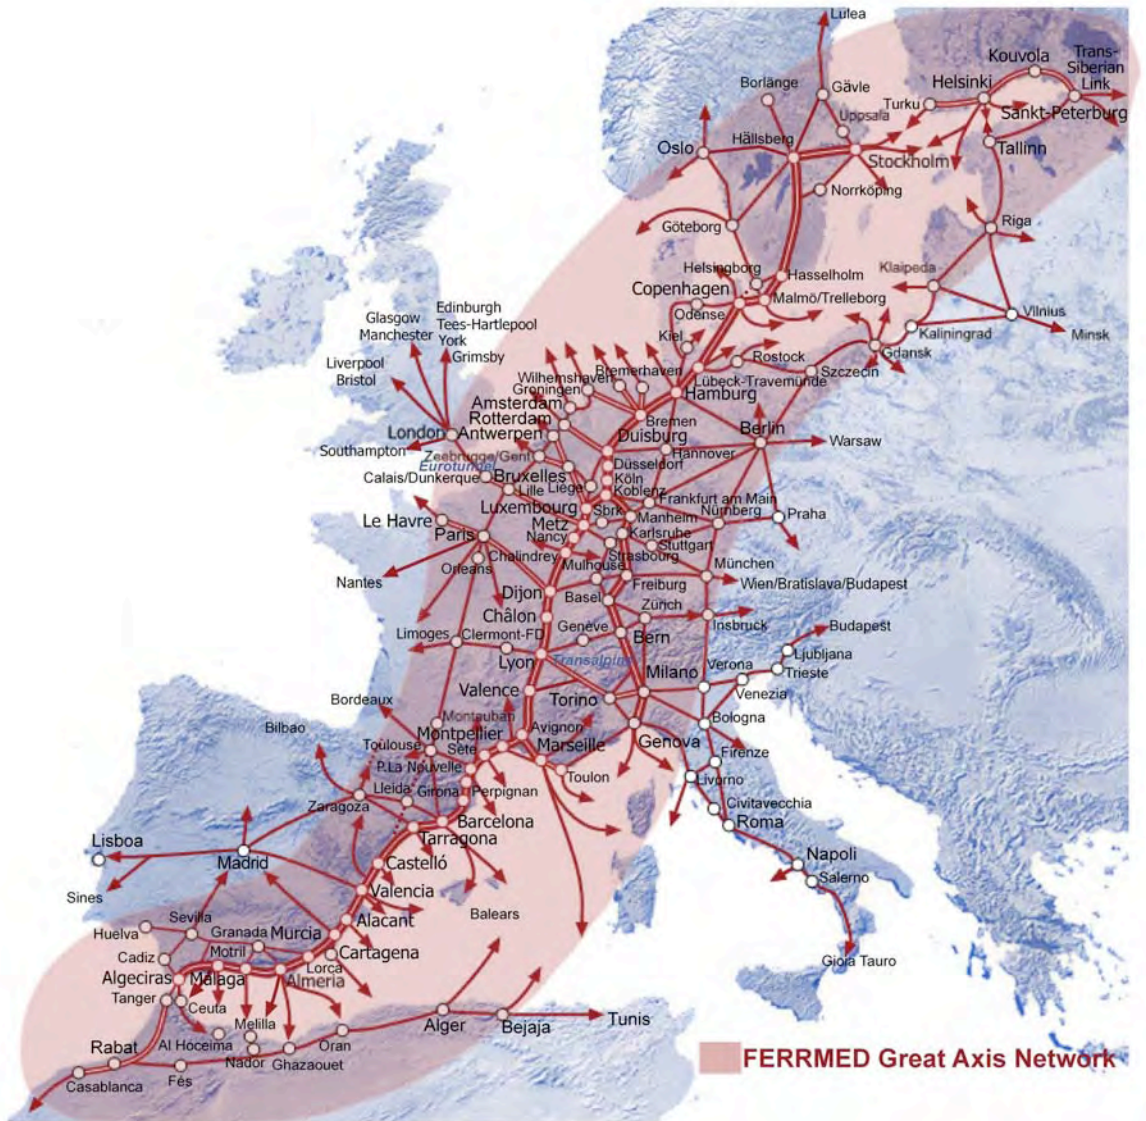 Lulea
Kouvola
Trans-
Siberian
Link
Helsinki
Borlänge
Gävle
Turku
Sankt-Peterburg
Uppsala
Hällsberg
Oslo
Tallinn
Stockholm
Norrköping
Göteborg
Riga
Helsingborg
Hasselholm
Klaipeda
Copenhagen
Malmö/Trelleborg
Odense
Vilnius
Kaliningrad
Minsk
Edinburgh
Glasgow
Tees-Hartlepool
Manchester
York
Grimsby
Kiel
Rostock
Gdansk
Liverpool
Bristol
Wilhemshaven
Bremerhaven
Lübeck-Travemünde
Szczecin
Groningen
Hamburg
Amsterdam
Rotterdam
Bremen
London
Antwerpen
Duisburg
Berlin
Warsaw
Southampton
Zeebrugge/Gent
Hannover
Eurotunnel
Düsseldorf
Calais/Dunkerque
Bruxelles
Köln
Lille
Liège
Koblenz
Frankfurt am Main
Luxembourg
Sbrk
Manheim
Nürnberg
Praha
Le Havre
Metz
Paris
Nancy
Karlsruhe
Stuttgart
Chalindrey
Strasbourg
Orleans
Mulhouse
München
Nantes
Freiburg
Wien/Bratislava/Budapest
Dijon
Basel
Zürich
Châlon
Insbruck
Limoges
Clermont-FD
Genève
Bern
Budapest
Lyon
Transalpine
Ljubljana
Milano
Verona
Trieste
Valence
Torino
Venezia
Bordeaux
Montauban
Bologna
Bilbao
Montpellier
Avignon
Toulouse
Sète
Marseille
Genova
Firenze
P.La Nouvelle
Toulon
Livorno
Lleida
Girona
Perpignan
Zaragoza
Civitavecchia
Barcelona
Roma
Tarragona
Lisboa
Madrid
Castelló
Napoli
Valencia
Salerno
Sines
Balears
Alacant
Sevilla
Huelva
Granada
Murcia
Motril
Cartagena
Cadiz
Lorca
Gioia Tauro
Algeciras
Málaga
Almeria
Tanger
Ceuta
Melilla
Alger
Bejaja
Tunis
Al Hoceima
Oran
Rabat
Nador
Ghazaouet
Casablanca
Fès
FERRMED Great Axis Network